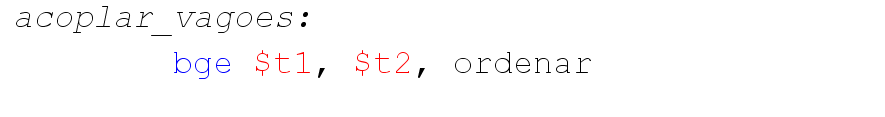 acoplar_vagoes:
bge $t1, $t2, ordenar